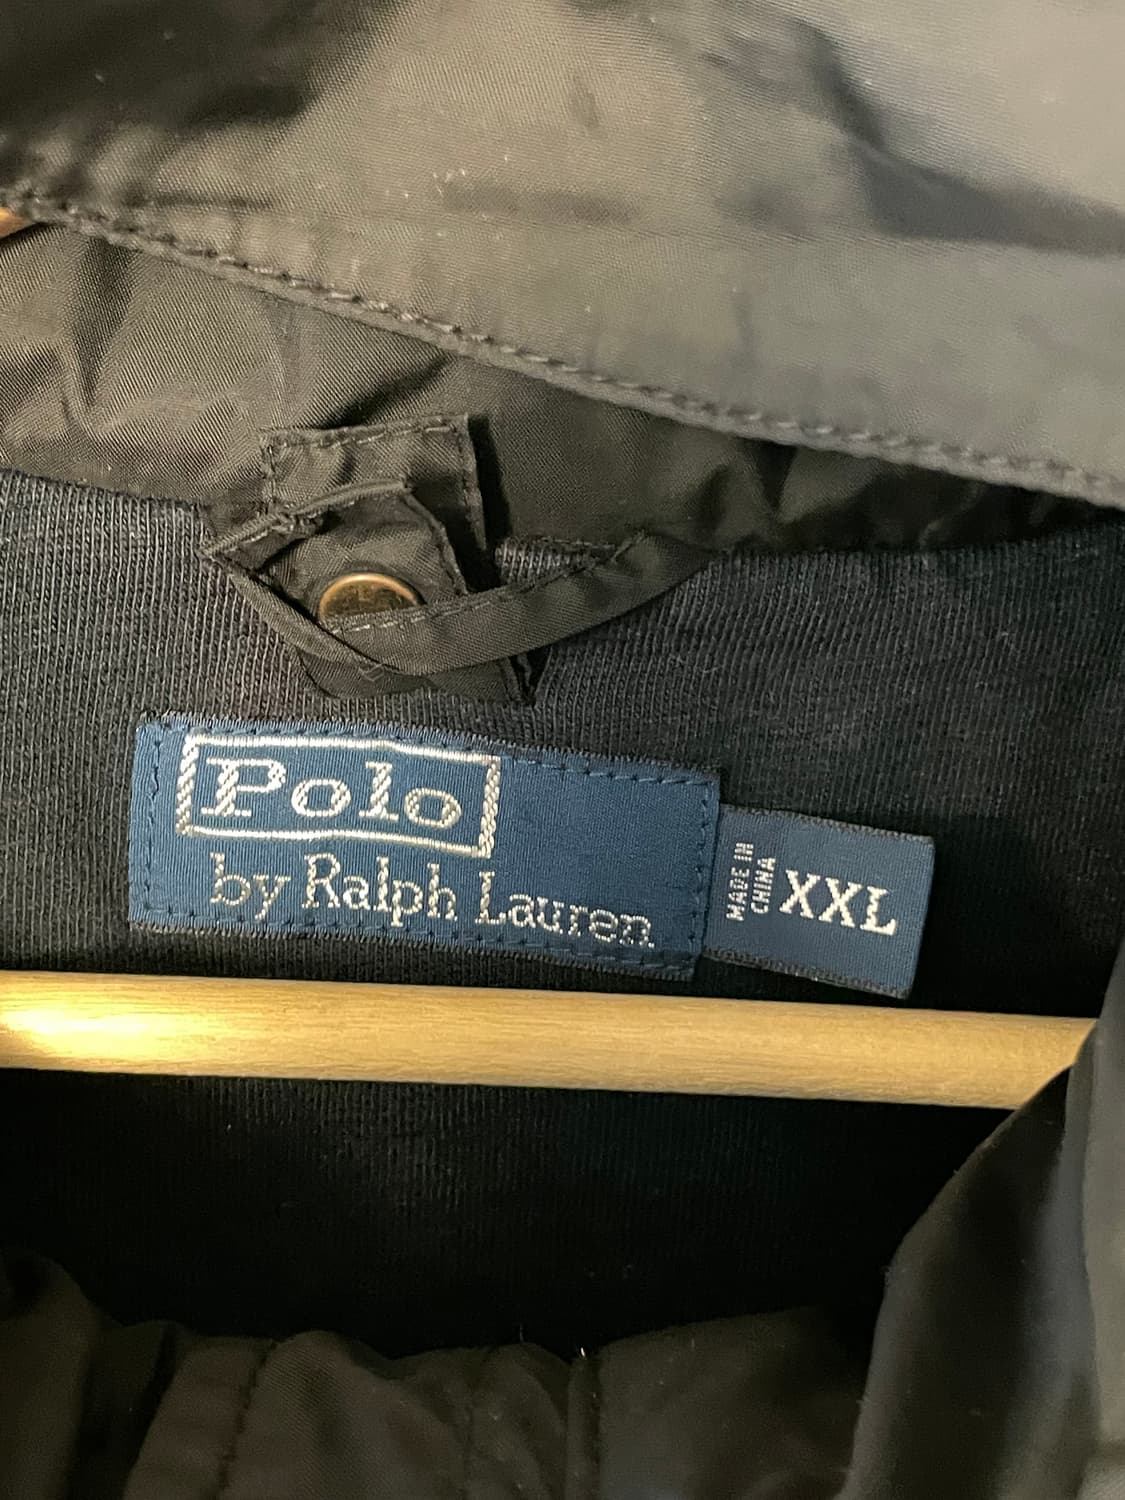 Polo
by Ralph Lauren
MADE IN
CHINA
XXL